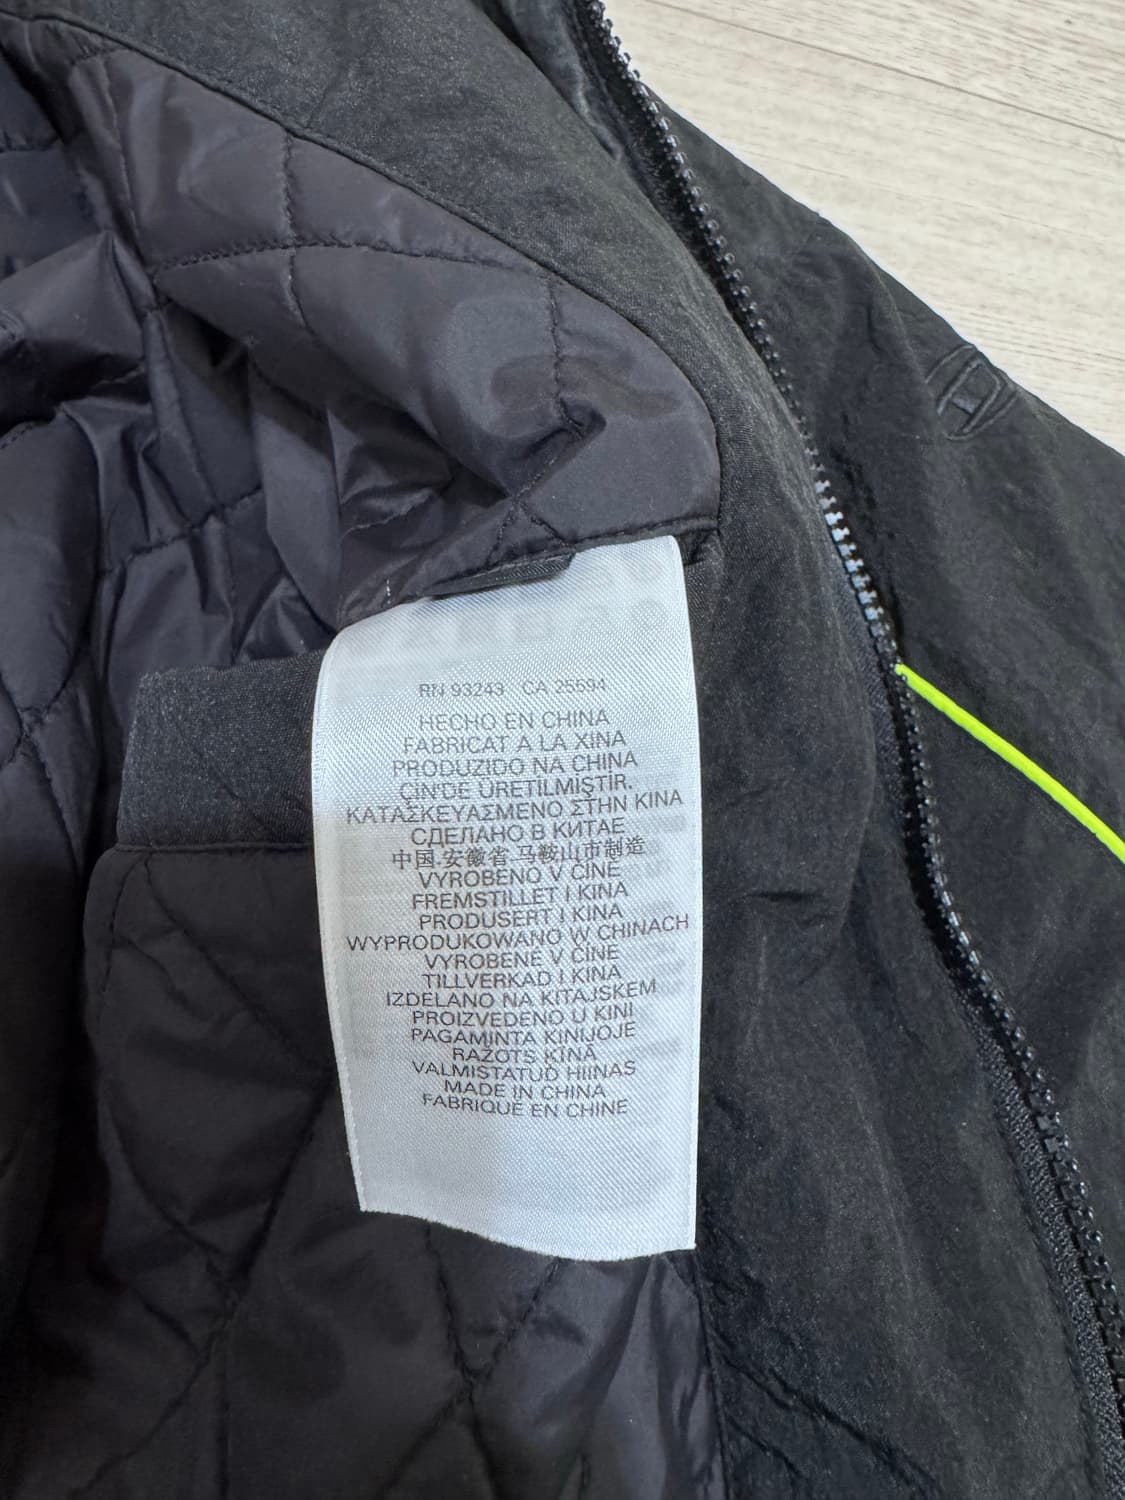 RN 93243 CA 25594
HECHO EN CHINA
FABRICAT A LA XINA
PRODUZIDO NA CHINA
ÇİN'DE ÜRETİLMİŞTİR.
ΚΑΤΑΣΚΕΥΑΣΜΕΝΟ ΣΤΗΝ ΚΙΝΑ
СДЕЛАНО В КИТАЕ
中国.安徽省.马鞍山市制造
VYROBENO V ČÍNĚ
FREMSTILLET I KINA
PRODUSERT I KINA
WYPRODUKOWANO W CHINACH
VYROBENÉ V ČÍNE
TILLVERKAD I KINA
IZDELANO NA KITAJSKEM
PROIZVEDENO U KINI
PAGAMINTA KINIJOJE
RAŽOTS ĶĪNĀ
VALMISTATUD HIINAS
MADE IN CHINA
FABRIQUÉ EN CHINE